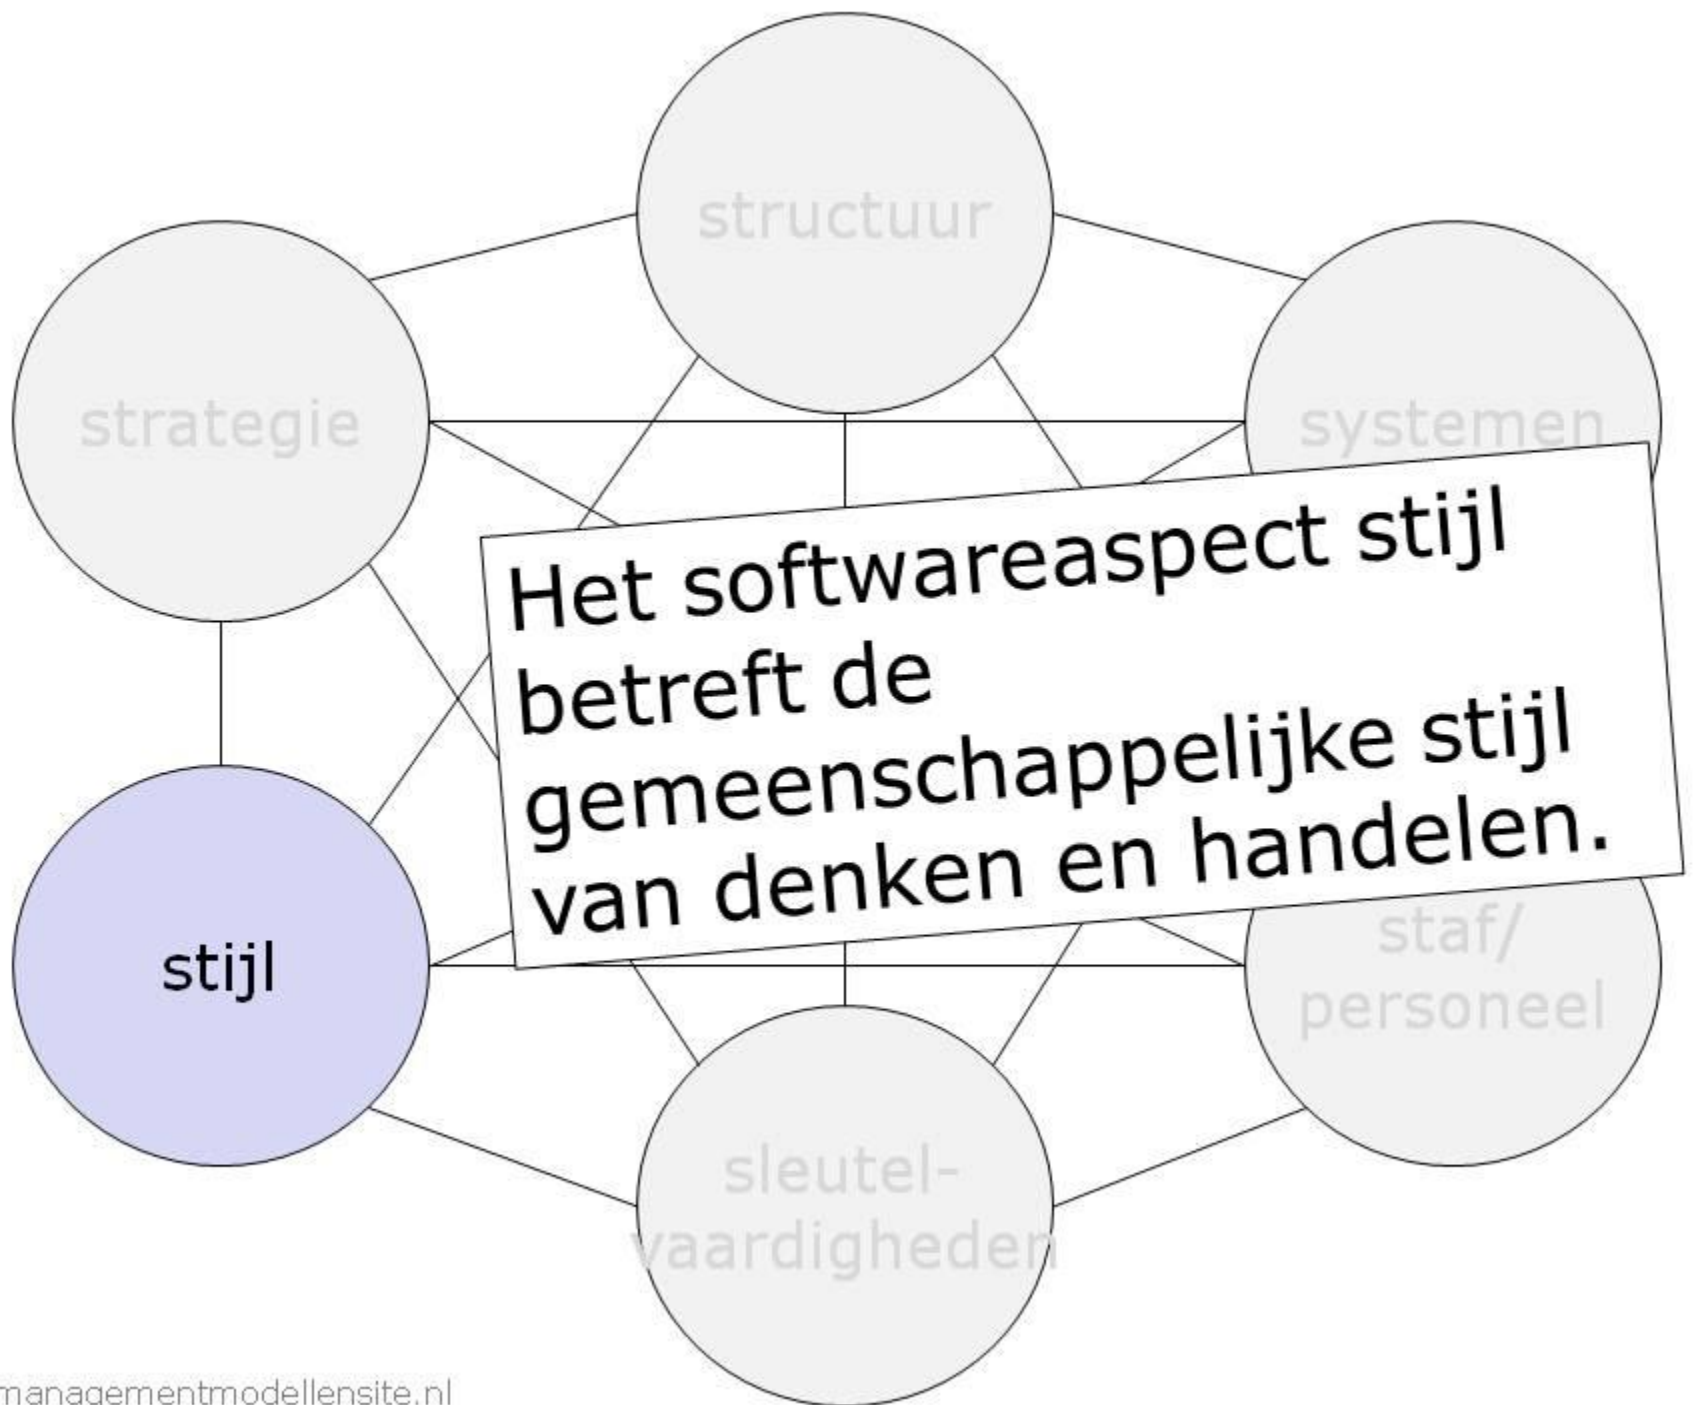 structuur
strategie
systemen
Het softwareaspect stijl
betreft de
gemeenschappelijke stijl
van denken en handelen.
stijl
staf/
personeel
sleutel-
vaardigheden
managementmodellensite.nl